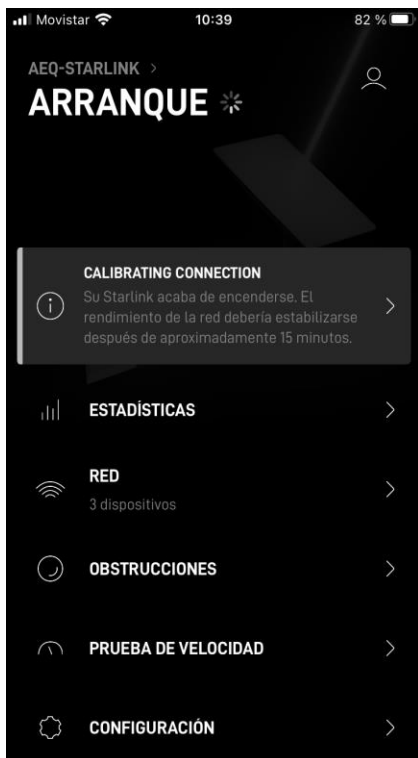 Movistar 10:39 82 %
AEQ-STARLINK >
ARRANQUE
CALIBRATING CONNECTION
Su Starlink acaba de encenderse. El
rendimiento de la red debería estabilizarse
después de aproximadamente 15 minutos.
ESTADÍSTICAS
RED
3 dispositivos
OBSTRUCCIONES
PRUEBA DE VELOCIDAD
CONFIGURACIÓN